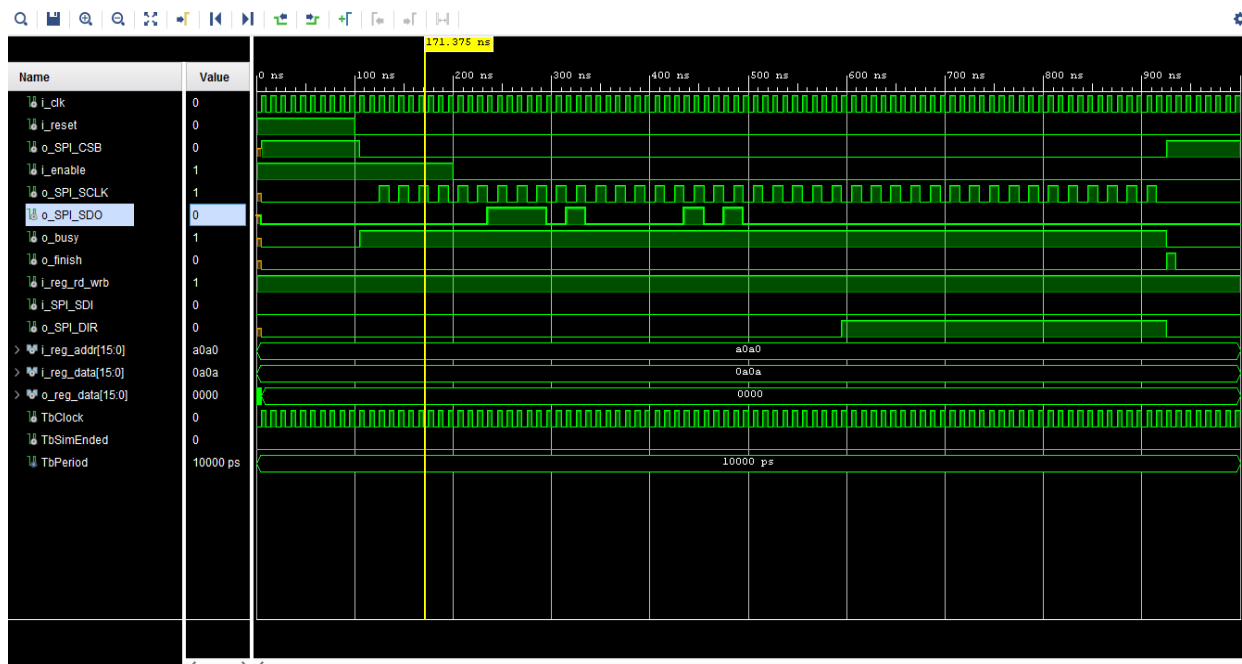 171.375 ns
Name Value 0 ns 100 ns 200 ns 300 ns 400 ns 500 ns 600 ns 700 ns 800 ns 900 ns
i_clk 0
i_reset 0
o_SPI_CSB 0
i_enable 1
o_SPI_SCLK 1
o_SPI_SDO 0
o_busy 1
o_finish 0
i_reg_rd_wrb 1
i_SPI_SDI 0
o_SPI_DIR 0
i_reg_addr[15:0] a0a0 a0a0
i_reg_data[15:0] 0a0a 0a0a
o_reg_data[15:0] 0000 0000
TbClock 0
TbSimEnded 0
TbPeriod 10000 ps 10000 ps